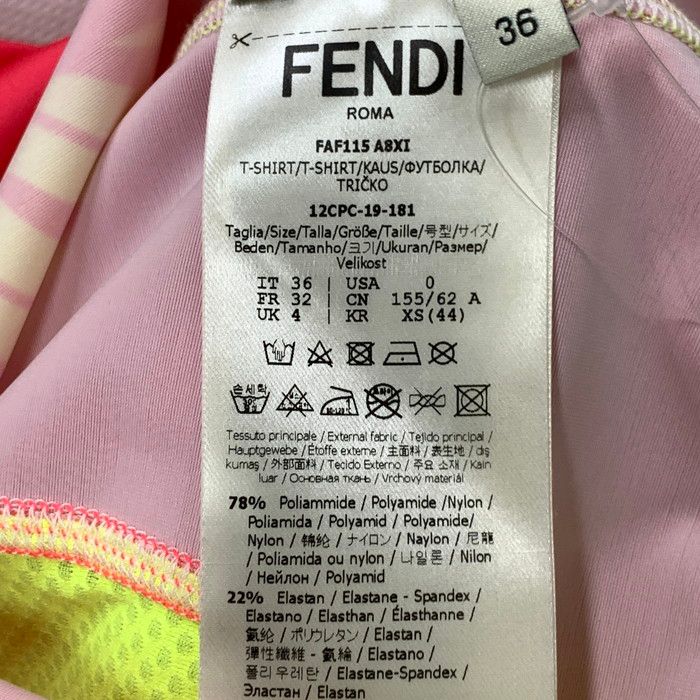 36
FENDI
ROMA
FAF115 A8XI
T-SHIRT/T-SHIRT/KAUS/ФУТБОЛКА/
TRIČKO
12CPC-19-181
Taglia/Size/Talla/Größe/Taille/号型/サイズ/
Beden/Tamanho/크기/Ukuran/Размер/
Velikost
IT 36 | USA 0
FR 32 | CN 155/62 A
UK 4 | KR XS(44)
손세탁
Tessuto principale / External fabric / Tejido principal /
Hauptgewebe / Étoffe externe / 主面料 / 表生地 / dış
kumaş / 外部面料 / Tecido Externo / 주요 소재 / Kain
luar / Основная ткань / Vrchový materiál
78% Poliammide / Polyamide /Nylon /
Poliamida / Polyamid / Polyamide/
Nylon / 锦纶 / ナイロン / Naylon / 尼龍
/ Poliamida ou nylon / 나일론 / Nilon
/ Нейлон / Polyamid
22% Elastan / Elastane - Spandex /
Elastano / Elasthan / Élasthanne /
氨纶 / ポリウレタン / Elastan /
彈性纖維 - 氨綸 / Elastano /
폴리우레탄 / Elastane-Spandex /
Эластан / Elastan